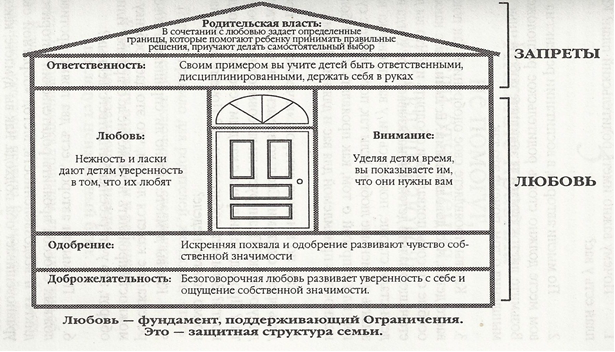 Родительская власть:
В сочетании с любовью задает определенные
границы, которые помогают ребенку принимать правильные
решения, приучают делать самостоятельный выбор
ЗАПРЕТЫ
Ответственность: Своим примером вы учите детей быть ответственными,
дисциплинированными, держать себя в руках
Любовь:
Нежность и ласки
дают детям уверенность
в том, что их любят
Внимание:
Уделяя детям время,
вы показываете им,
что они нужны вам
ЛЮБОВЬ
Одобрение: Искренняя похвала и одобрение развивают чувство соб-
ственной значимости
Доброжелательность: Безоговорочная любовь развивает уверенность с себе и
ощущение собственной значимости.
Любовь — фундамент, поддерживающий Ограничения.
Это — защитная структура семьи.